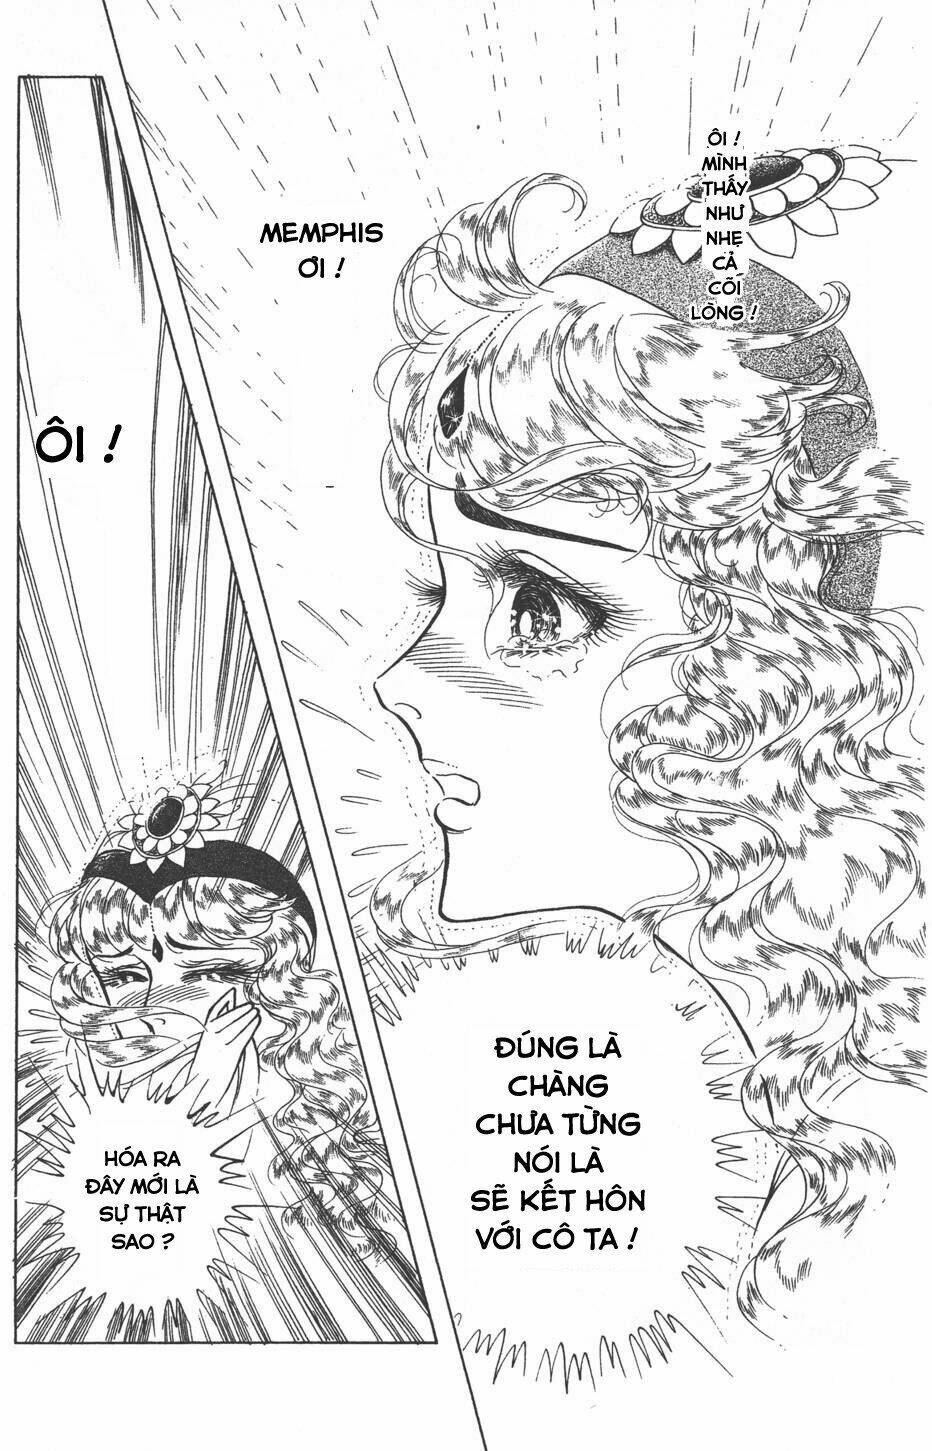 ÔI !
MÌNH
THẤY
NHƯ
NHẸ
CẢ
CÕI
LÒNG !
MEMPHIS
ƠI !
ĐÚNG LÀ
CHÀNG
CHƯA TỪNG
NÓI LÀ
SẼ KẾT HÔN
VỚI CÔ TA !
ÔI !
HÓA RA
ĐÂY MỚI LÀ
SỰ THẬT
SAO ?